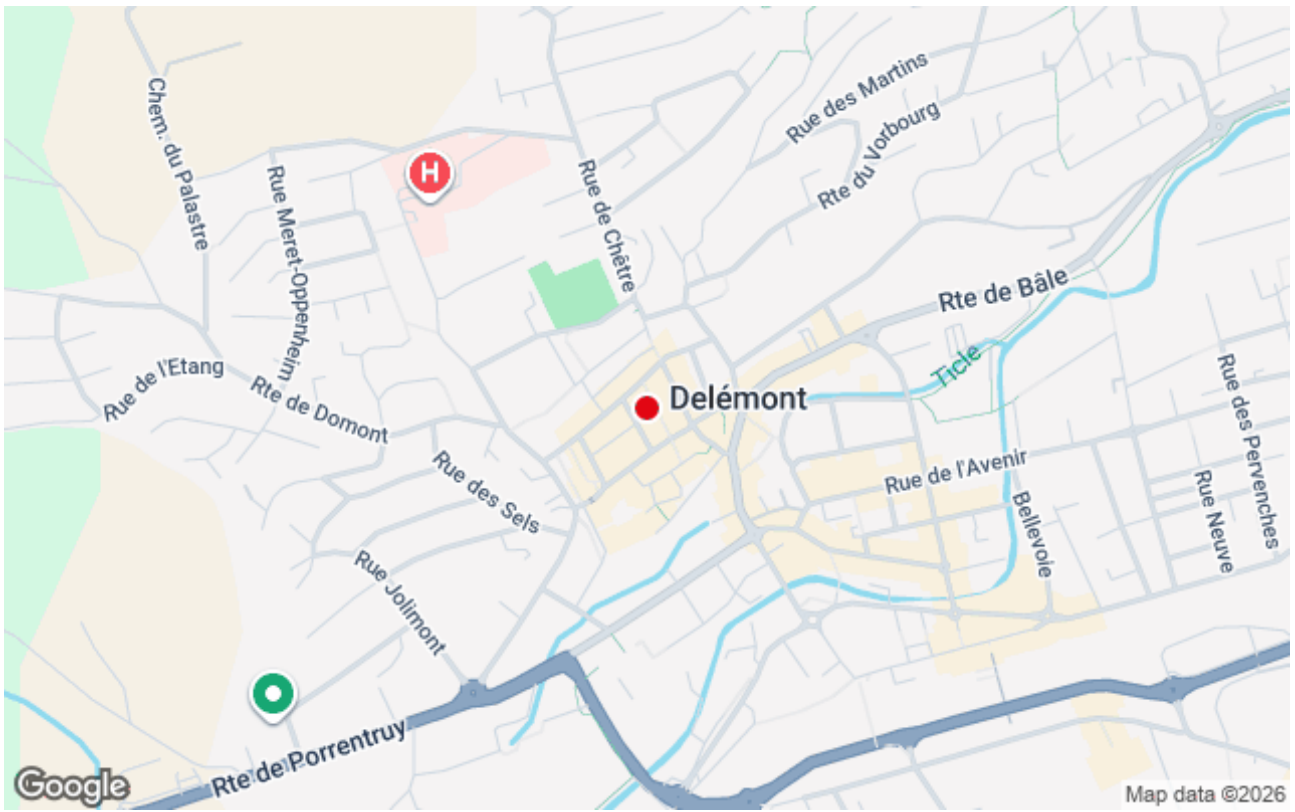 Chem. du Palastre
Rue Meret-Oppenheim
H
Rue de Chêtre
Rue des Martins
Rte du Vorbourg
Rte de Bâle
Ticle
Rue de l'Etang
Rte de Domont
Delémont
Rue des Sels
Rue de l'Avenir
Bellevoie
Rue Neuve
Rue des Pervenches
Rue Jolimont
Rte de Porrentruy
Google
Map data ©2026